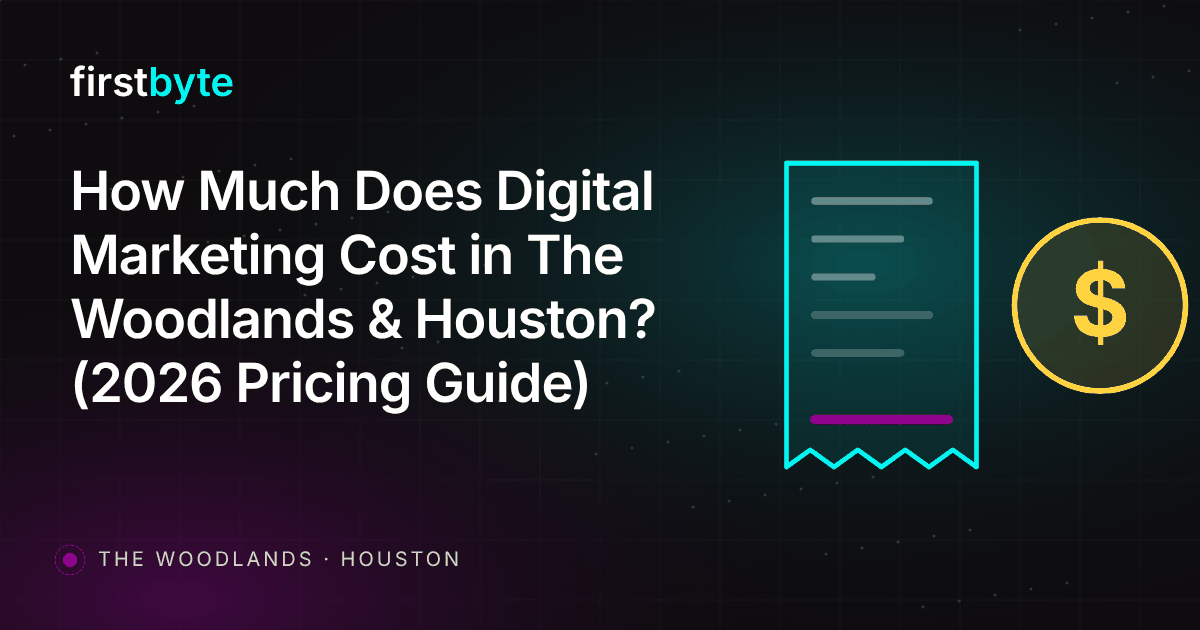 firstbyte
How Much Does Digital
Marketing Cost in The
Woodlands & Houston?
(2026 Pricing Guide)
$
THE WOODLANDS · HOUSTON